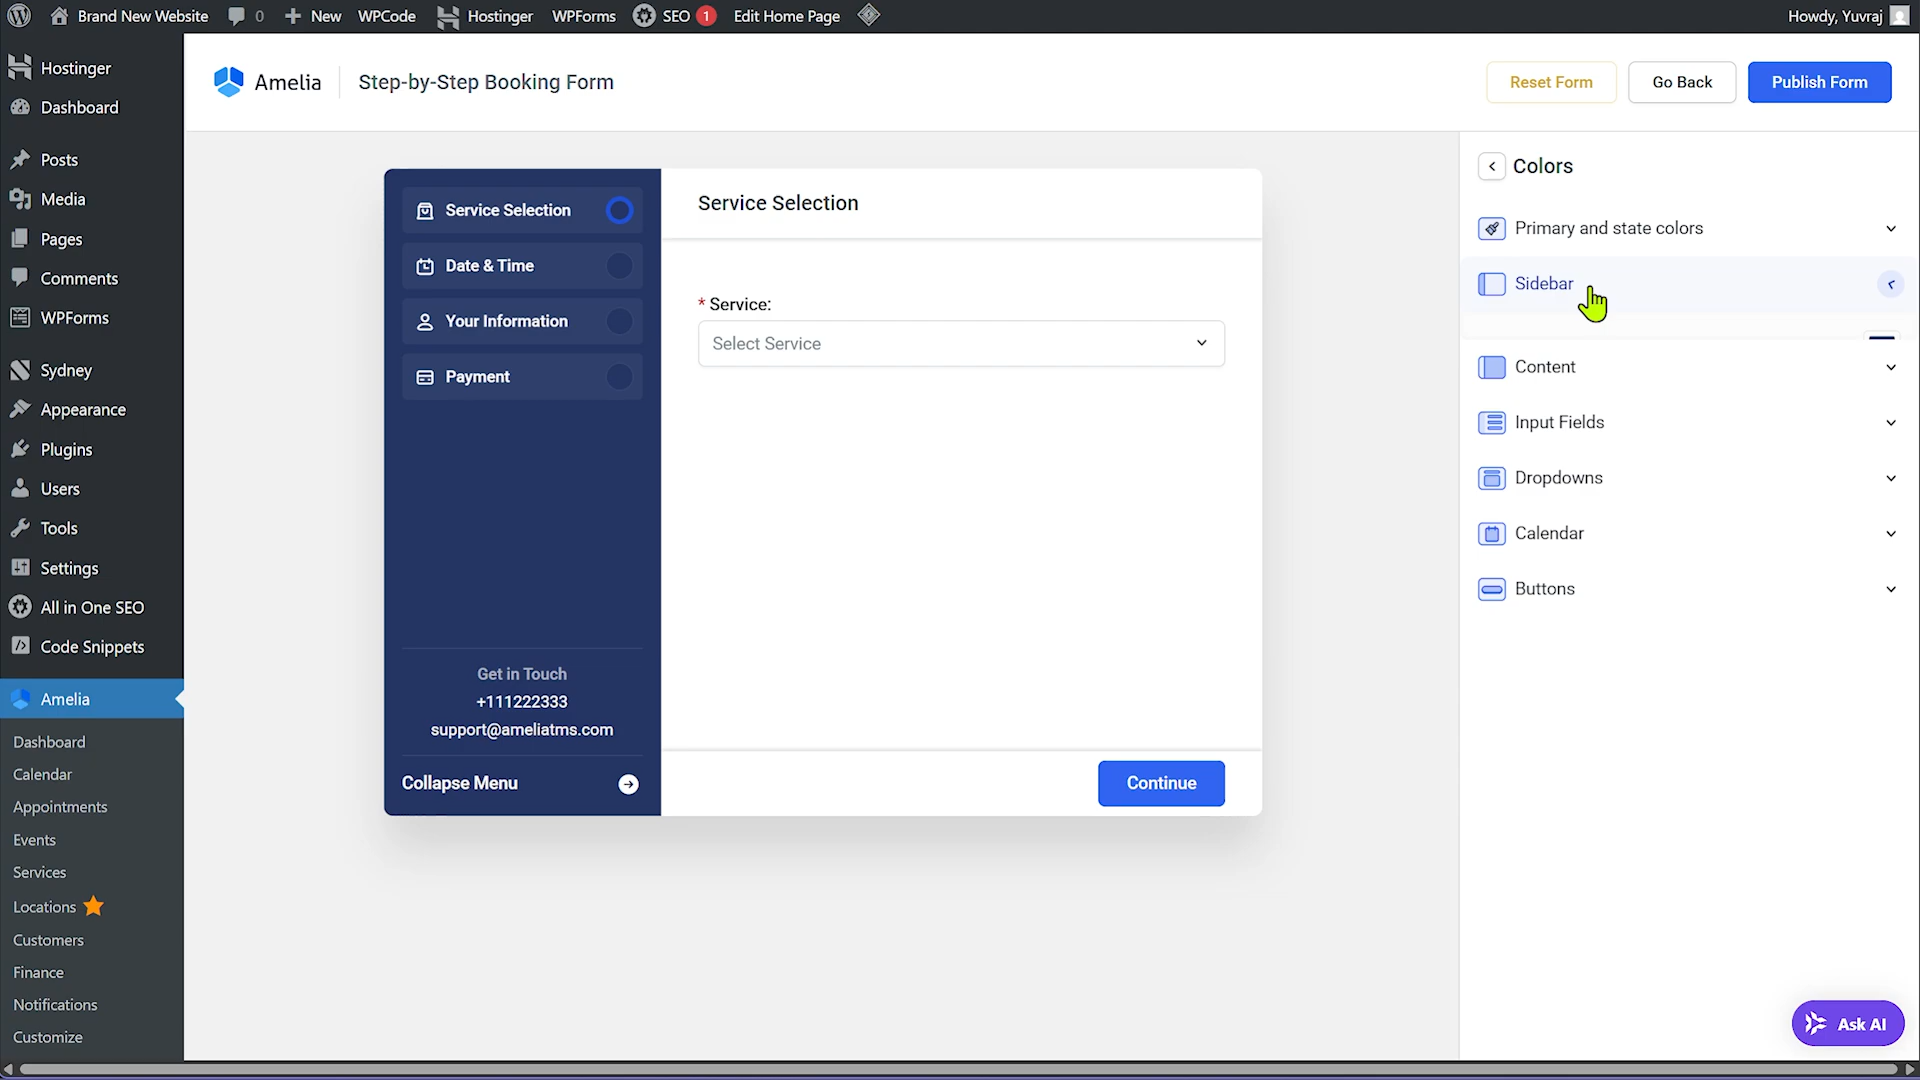 Brand New Website
0
New
WPCode
Hostinger
WPForms
SEO
1
Edit Home Page
Howdy, Yuvraj
Hostinger
Dashboard
Posts
Media
Pages
Comments
WPForms
Sydney
Appearance
Plugins
Users
Tools
Settings
All in One SEO
Code Snippets
Amelia
Dashboard
Calendar
Appointments
Events
Services
Locations
Customers
Finance
Notifications
Customize
Amelia
Step-by-Step Booking Form
Reset Form
Go Back
Publish Form
Service Selection
Date & Time
Your Information
Payment
Get in Touch
+111222333
support@ameliatms.com
Collapse Menu
Service Selection
* Service:
Select Service
Continue
Colors
Primary and state colors
Sidebar
Content
Input Fields
Dropdowns
Calendar
Buttons
Ask AI